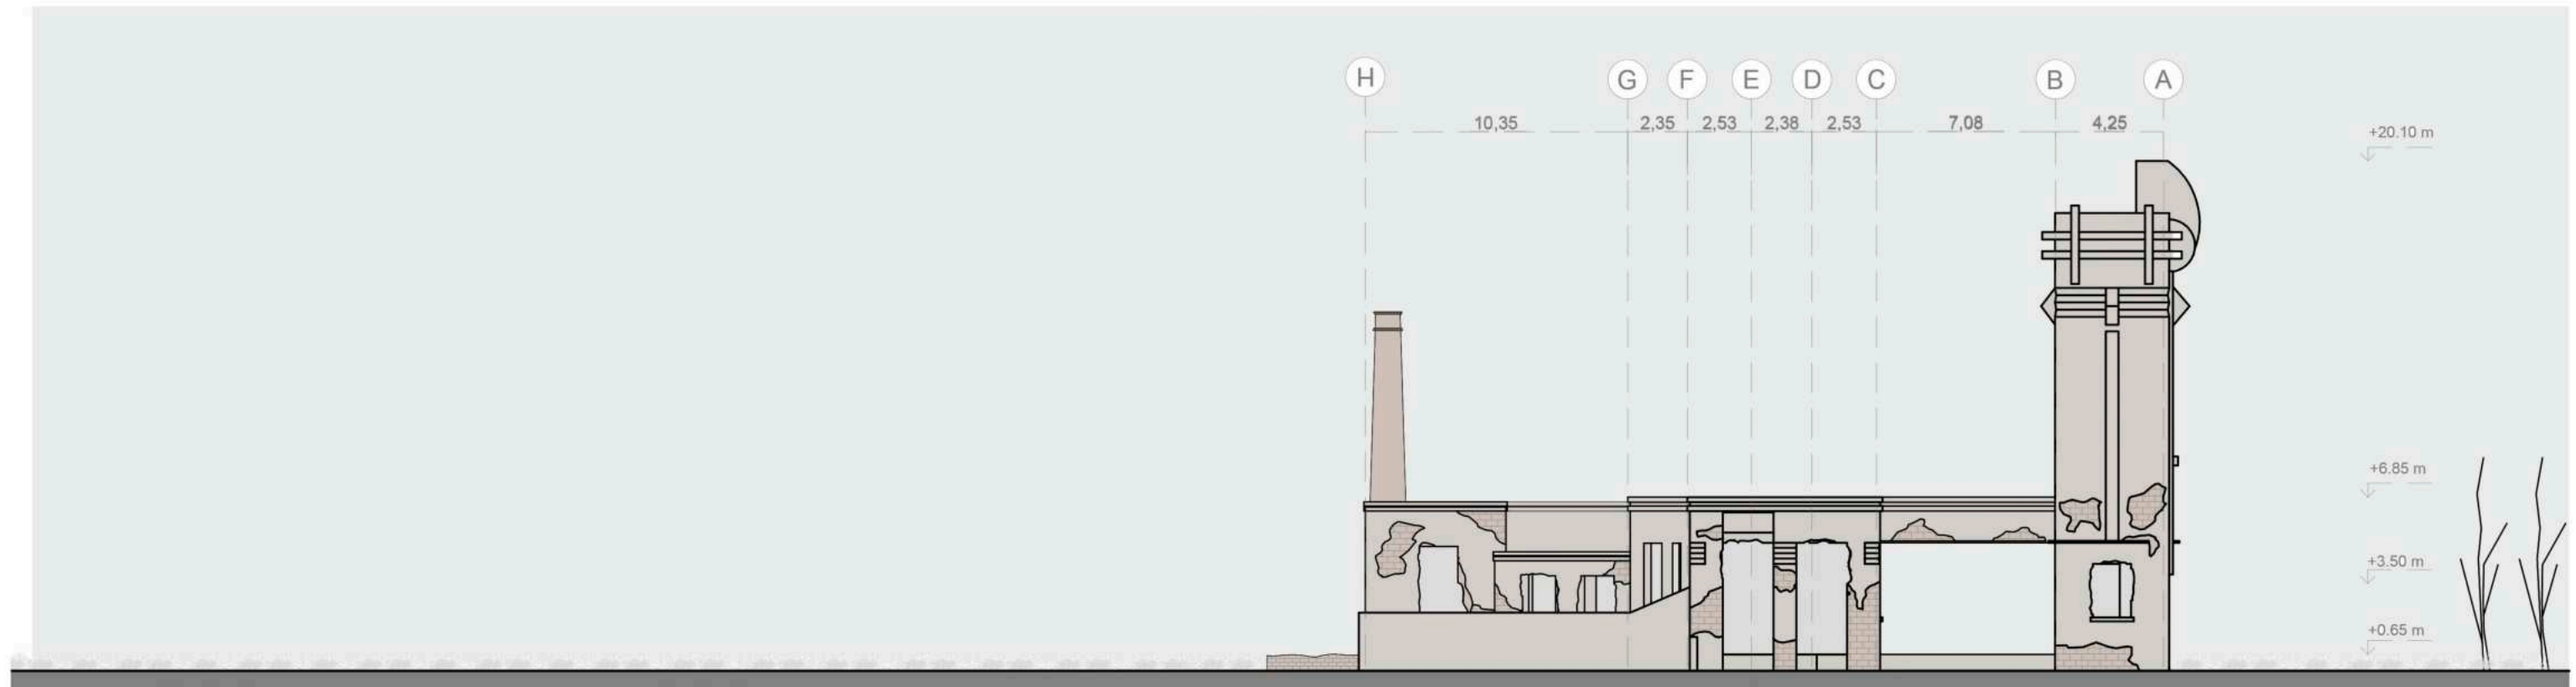 H G F E D C B A
10,35 2,35 2,53 2,38 2,53 7,08 4,25
+20.10 m
+6.85 m
+3.50 m
+0.65 m